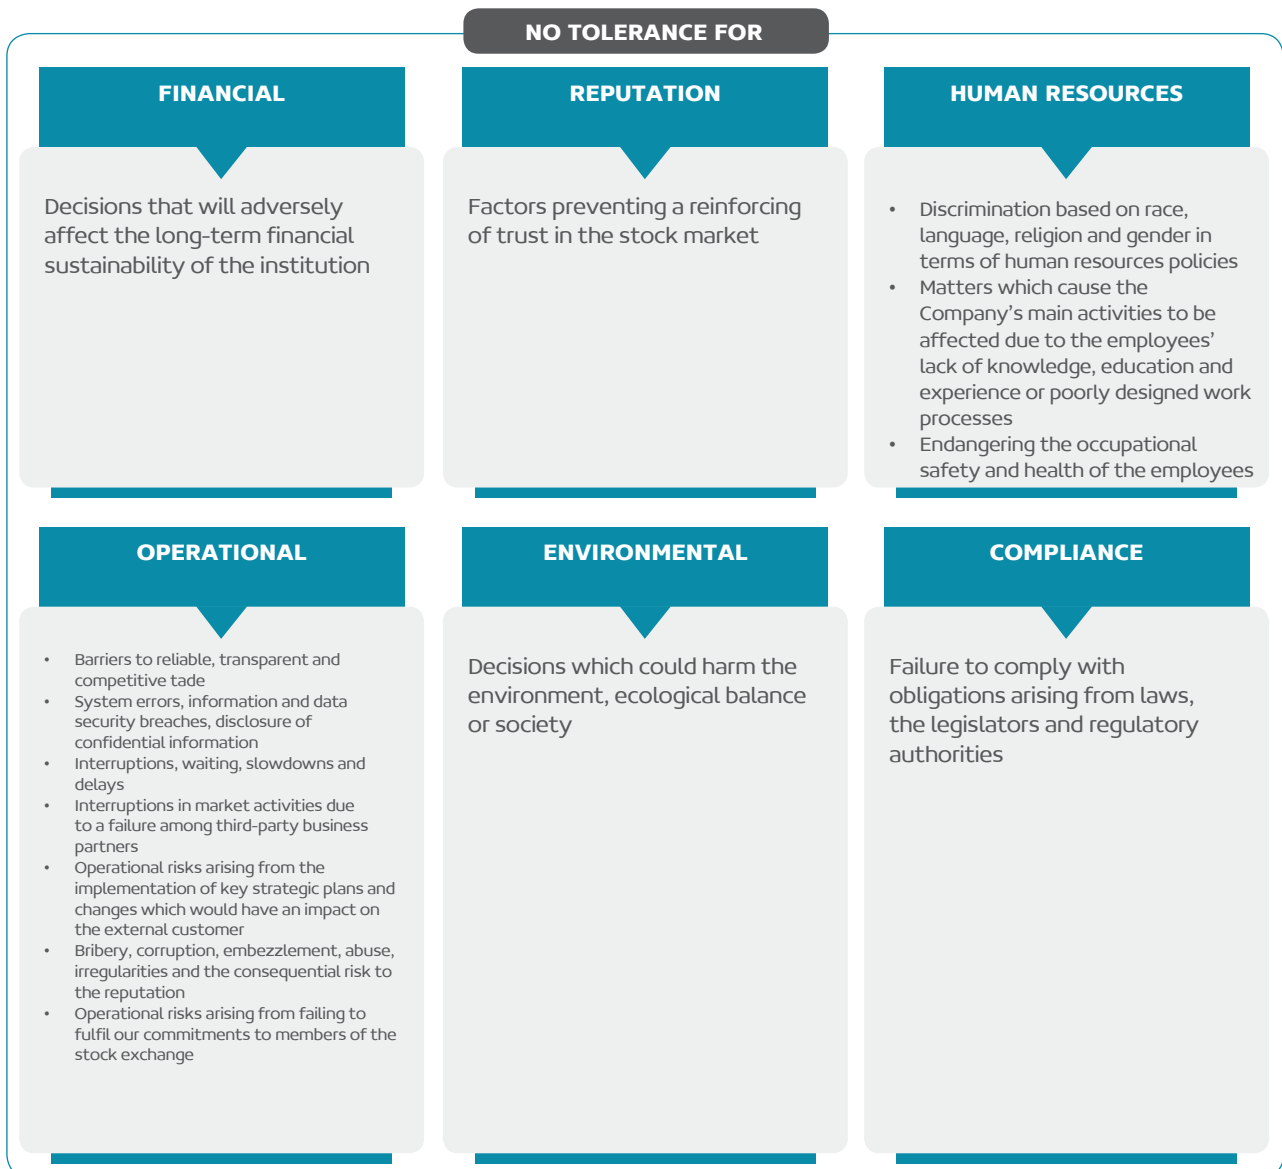 NO TOLERANCE FOR
FINANCIAL
Decisions that will adversely
affect the long-term financial
sustainability of the institution
REPUTATION
Factors preventing a reinforcing
of trust in the stock market
HUMAN RESOURCES
• Discrimination based on race,
language, religion and gender in
terms of human resources policies
• Matters which cause the
Company's main activities to be
affected due to the employees'
lack of knowledge, education and
experience or poorly designed work
processes
• Endangering the occupational
safety and health of the employees
OPERATIONAL
• Barriers to reliable, transparent and
competitive tade
• System errors, information and data
security breaches, disclosure of
confidential information
• Interruptions, waiting, slowdowns and
delays
• Interruptions in market activities due
to a failure among third-party business
partners
• Operational risks arising from the
implementation of key strategic plans and
changes which would have an impact on
the external customer
• Bribery, corruption, embezzlement, abuse,
irregularities and the consequential risk to
the reputation
• Operational risks arising from failing to
fulfil our commitments to members of the
stock exchange
ENVIRONMENTAL
Decisions which could harm the
environment, ecological balance
or society
COMPLIANCE
Failure to comply with
obligations arising from laws,
the legislators and regulatory
authorities